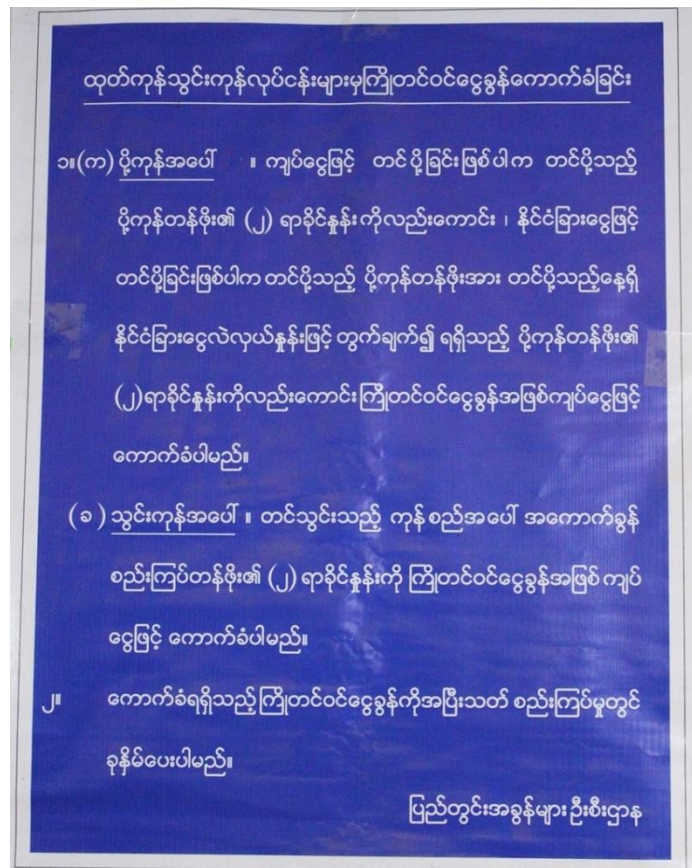 ထုတ်ကုန်သွင်းကုန်လုပ်ငန်းများမှကြိုတင်ဝင်ငွေခွန်ကောက်ခံခြင်း
၁။(က) ပို့ကုန်အပေါ် ။ ကျပ်ငွေဖြင့် တင်ပို့ခြင်းဖြစ်ပါက တင်ပို့သည့်
ပို့ကုန်တန်ဖိုး၏ (၂) ရာခိုင်နှုန်းကိုလည်းကောင်း ၊ နိုင်ငံခြားငွေဖြင့်
တင်ပို့ခြင်းဖြစ်ပါက တင်ပို့သည့် ပို့ကုန်တန်ဖိုးအား တင်ပို့သည့်နေ့ရှိ
နိုင်ငံခြားငွေလဲလှယ်နှုန်းဖြင့် တွက်ချက်၍ ရရှိသည့် ပို့ကုန်တန်ဖိုး၏
(၂)ရာခိုင်နှုန်းကိုလည်းကောင်းကြိုတင်ဝင်ငွေခွန်အဖြစ်ကျပ်ငွေဖြင့်
ကောက်ခံပါမည်။
(ခ) သွင်းကုန်အပေါ် ။ တင်သွင်းသည့် ကုန်စည်အပေါ် အကောက်ခွန်
စည်းကြပ်တန်ဖိုး၏ (၂) ရာခိုင်နှုန်းကို ကြိုတင်ဝင်ငွေခွန်အဖြစ် ကျပ်
ငွေဖြင့် ကောက်ခံပါမည်။
၂။ ကောက်ခံရရှိသည့်ကြိုတင်ဝင်ငွေခွန်ကိုအပြီးသတ် စည်းကြပ်မှုတွင်
ခုနှိမ်ပေးပါမည်။
ပြည်တွင်းအခွန်များဦးစီးဌာန